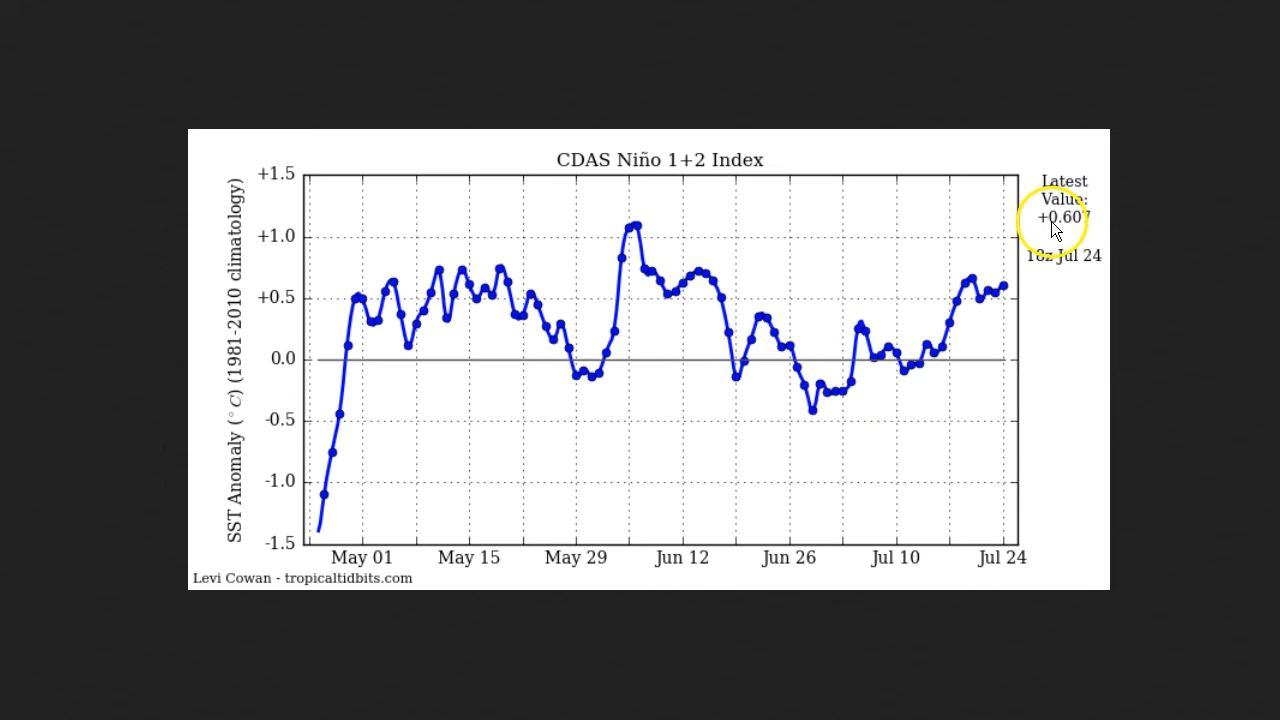 CDAS Niño 1+2 Index
SST Anomaly (°C) (1981-2010 climatology)
+1.5
+1.0
+0.5
0.0
-0.5
-1.0
-1.5
May 01 May 15 May 29 Jun 12 Jun 26 Jul 10 Jul 24
Latest
Value:
+0.607
18z Jul 24
Levi Cowan - tropicaltidbits.com